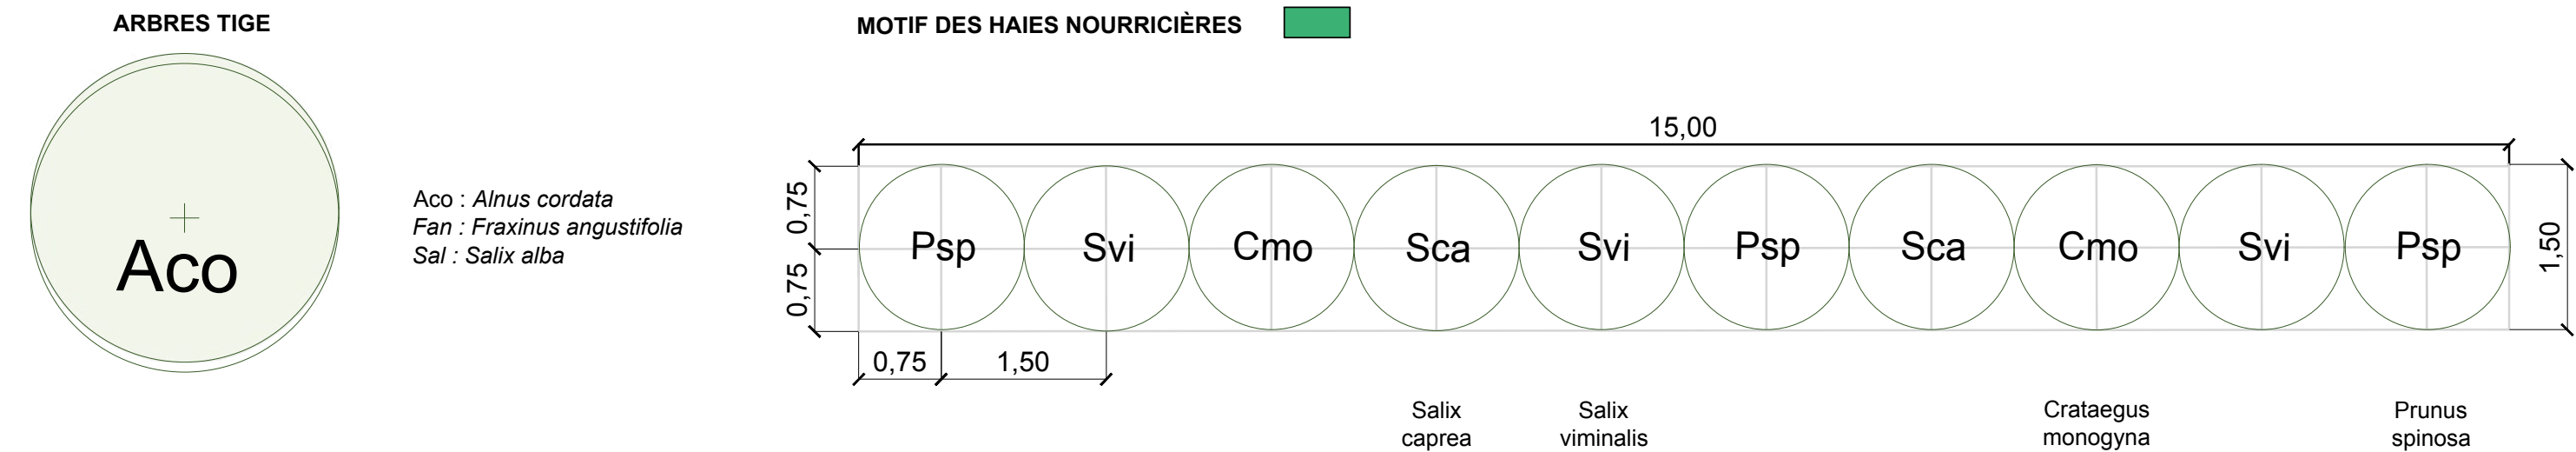 ARBRES TIGE
Aco
Aco : Alnus cordata
Fan : Fraxinus angustifolia
Sal : Salix alba
MOTIF DES HAIES NOURRICIÈRES
15,00
0,75
0,75
Psp Svi Cmo Sca Svi Psp Sca Cmo Svi Psp
1,50
0,75 1,50
Salix
caprea
Salix
viminalis
Crataegus
monogyna
Prunus
spinosa